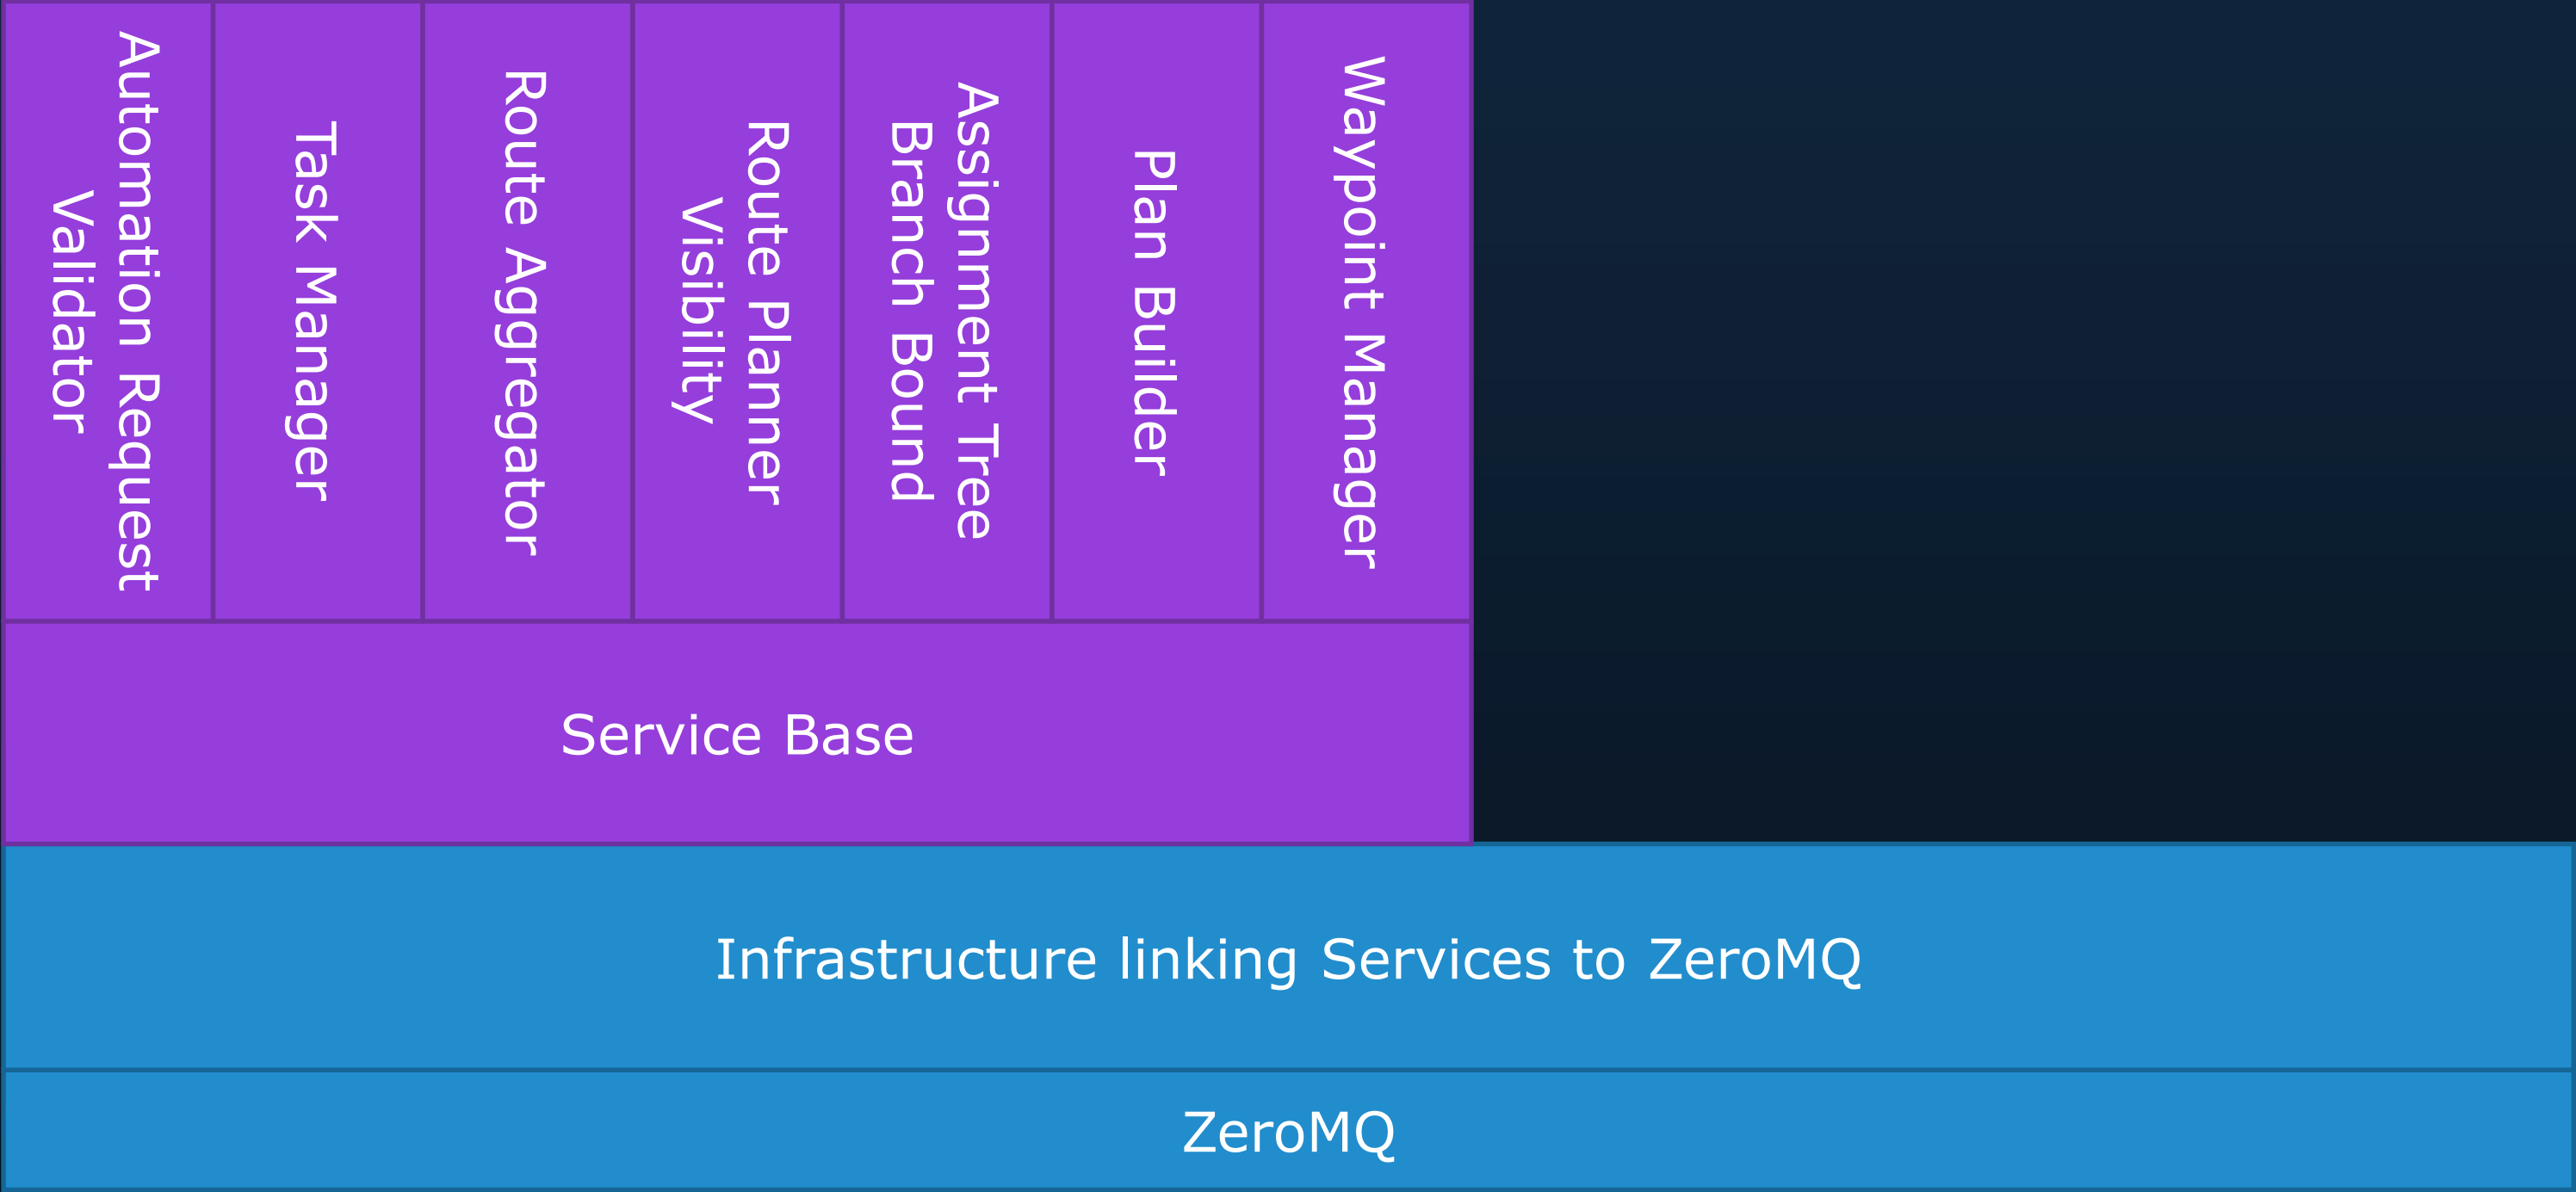 Automation Request
Validator
Task Manager
Route Aggregator
Route Planner
Visibility
Assignment Tree
Branch Bound
Plan Builder
Waypoint Manager
Service Base
Infrastructure linking Services to ZeroMQ
ZeroMQ